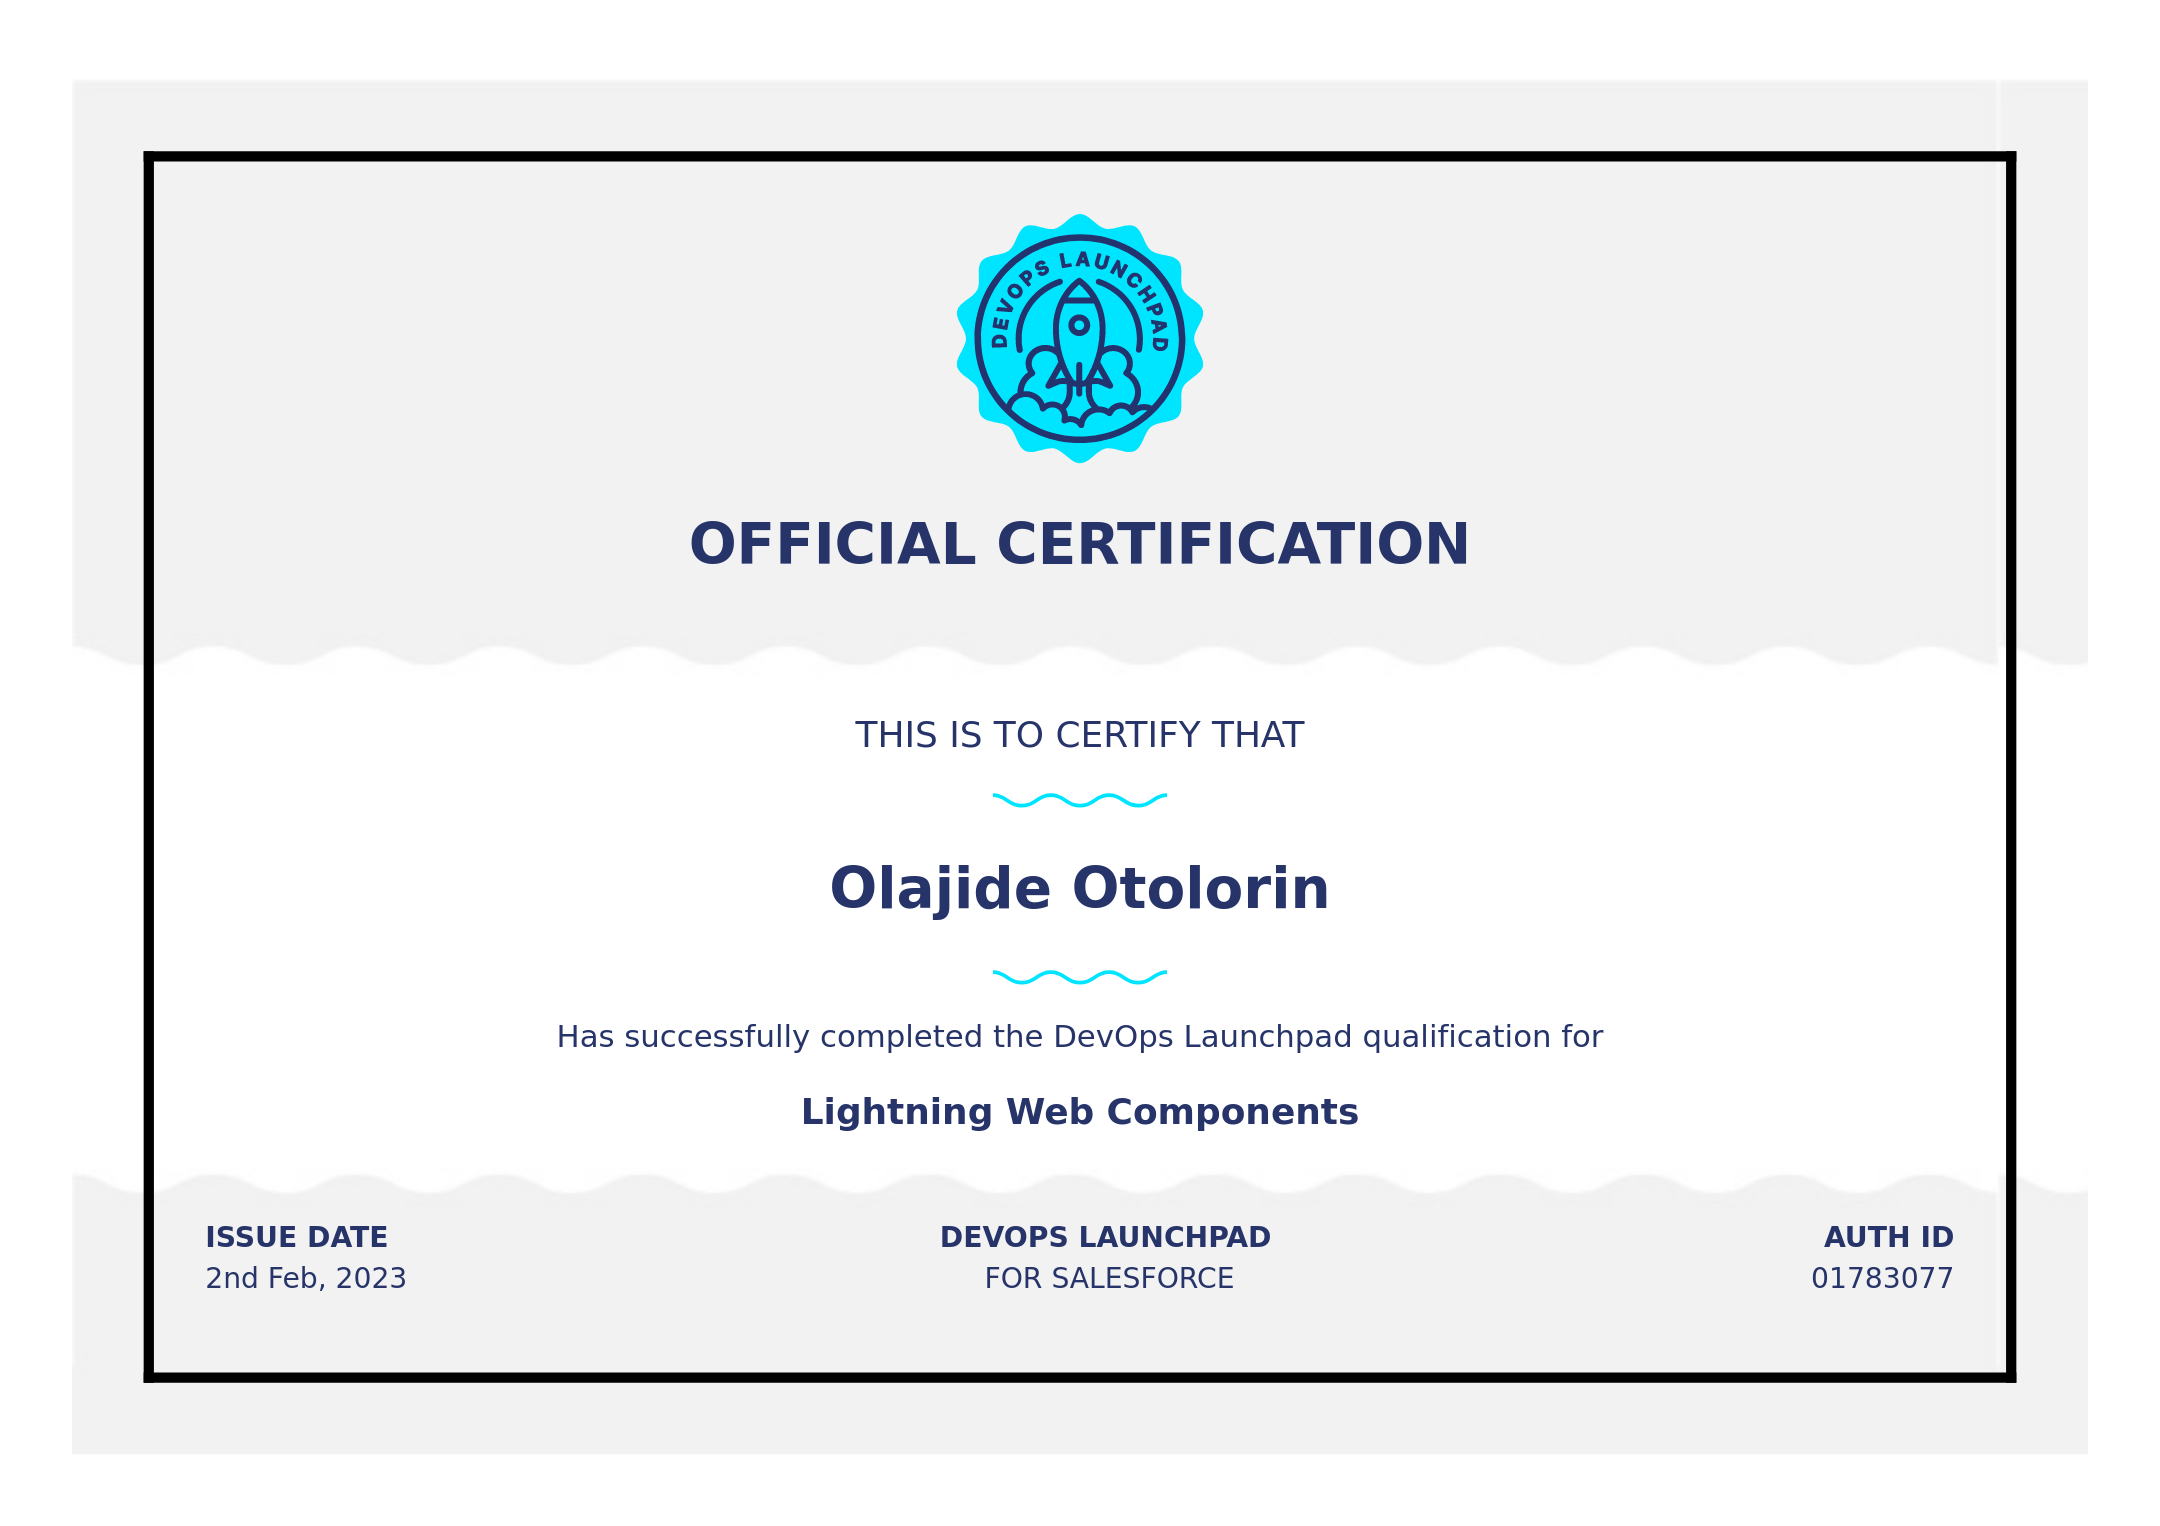 DEVOPS LAUNCHPAD
OFFICIAL CERTIFICATION
THIS IS TO CERTIFY THAT
Olajide Otolorin
Has successfully completed the DevOps Launchpad qualification for
Lightning Web Components
ISSUE DATE
2nd Feb, 2023
DEVOPS LAUNCHPAD
FOR SALESFORCE
AUTH ID
01783077